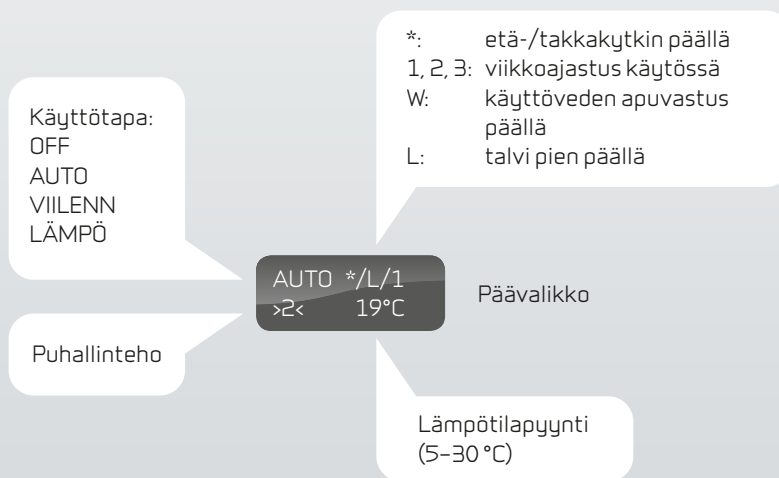 *: etä-/takkakytkin päällä
1, 2, 3: viikkoajastus käytössä
W: käyttöveden apuvastus
päällä
L: talvi pien päällä
Käyttötapa:
OFF
AUTO
VIILENN
LÄMPÖ
AUTO */L/1
>2< 19°C
Päävalikko
Puhallinteho
Lämpötilapyynti
(5–30 °C)